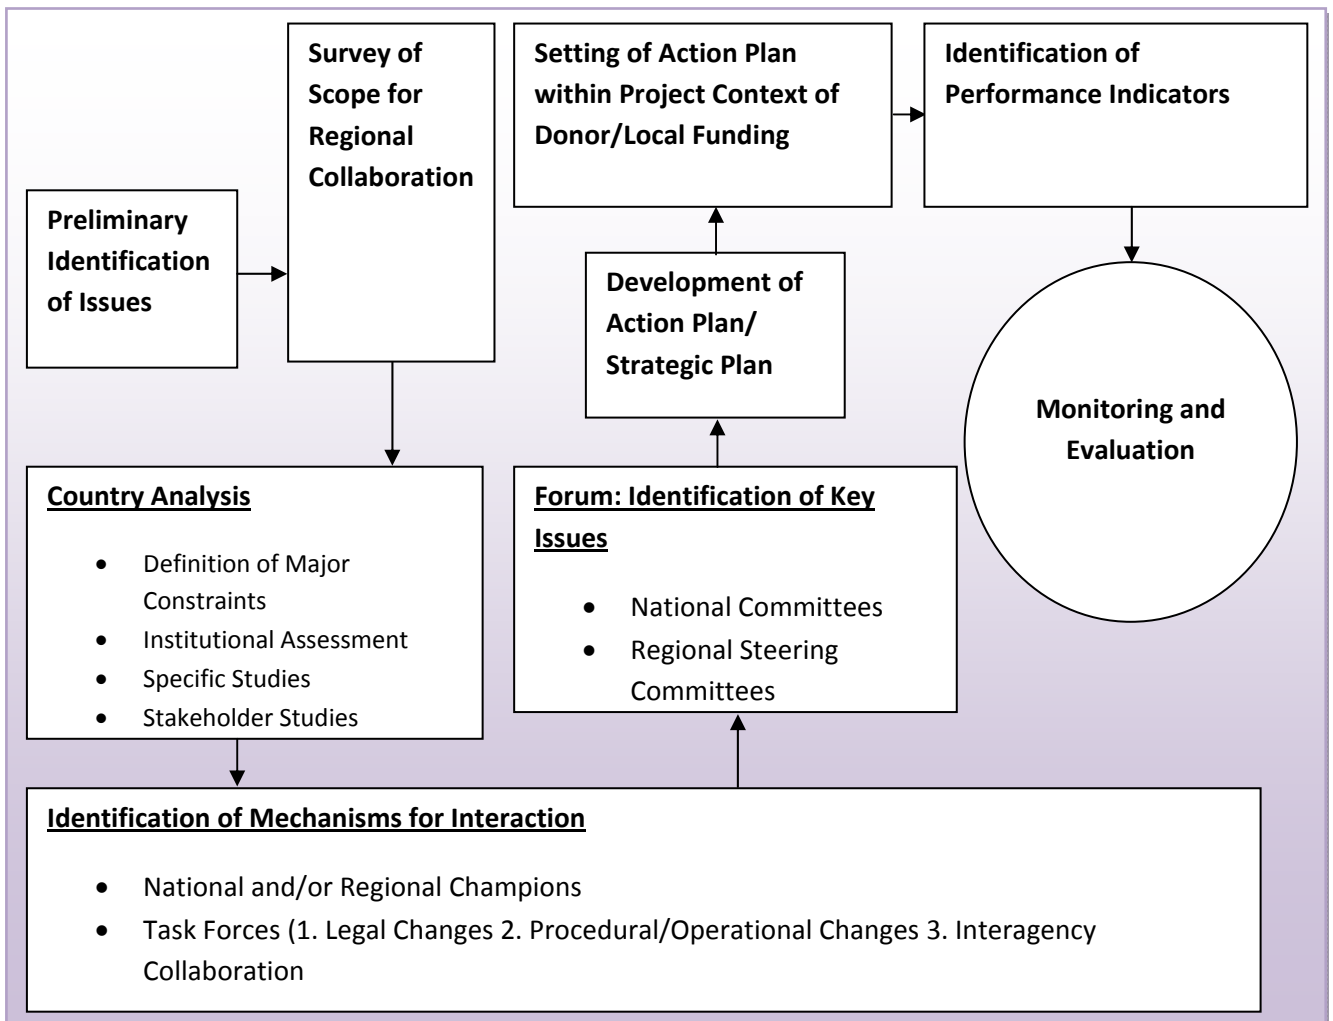 Preliminary
Identification
of Issues
Survey of
Scope for
Regional
Collaboration
Country Analysis
• Definition of Major
Constraints
• Institutional Assessment
• Specific Studies
• Stakeholder Studies
Identification of Mechanisms for Interaction
• National and/or Regional Champions
• Task Forces (1. Legal Changes 2. Procedural/Operational Changes 3. Interagency
Collaboration
Forum: Identification of Key
Issues
• National Committees
• Regional Steering
Committees
Development of
Action Plan/
Strategic Plan
Setting of Action Plan
within Project Context of
Donor/Local Funding
Identification of
Performance Indicators
Monitoring and
Evaluation